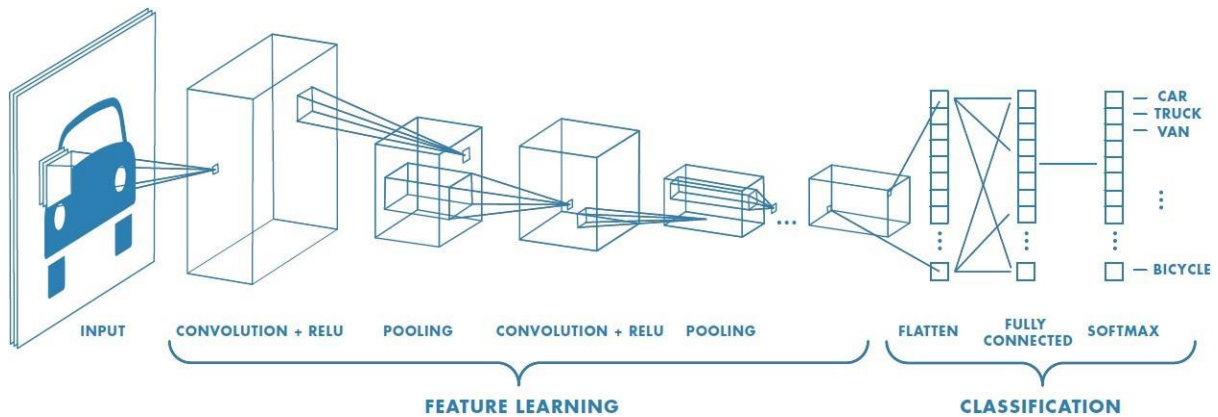 CAR
TRUCK
VAN
BICYCLE
INPUT
CONVOLUTION + RELU
POOLING
CONVOLUTION + RELU
POOLING
FLATTEN
FULLY
CONNECTED
SOFTMAX
FEATURE LEARNING
CLASSIFICATION